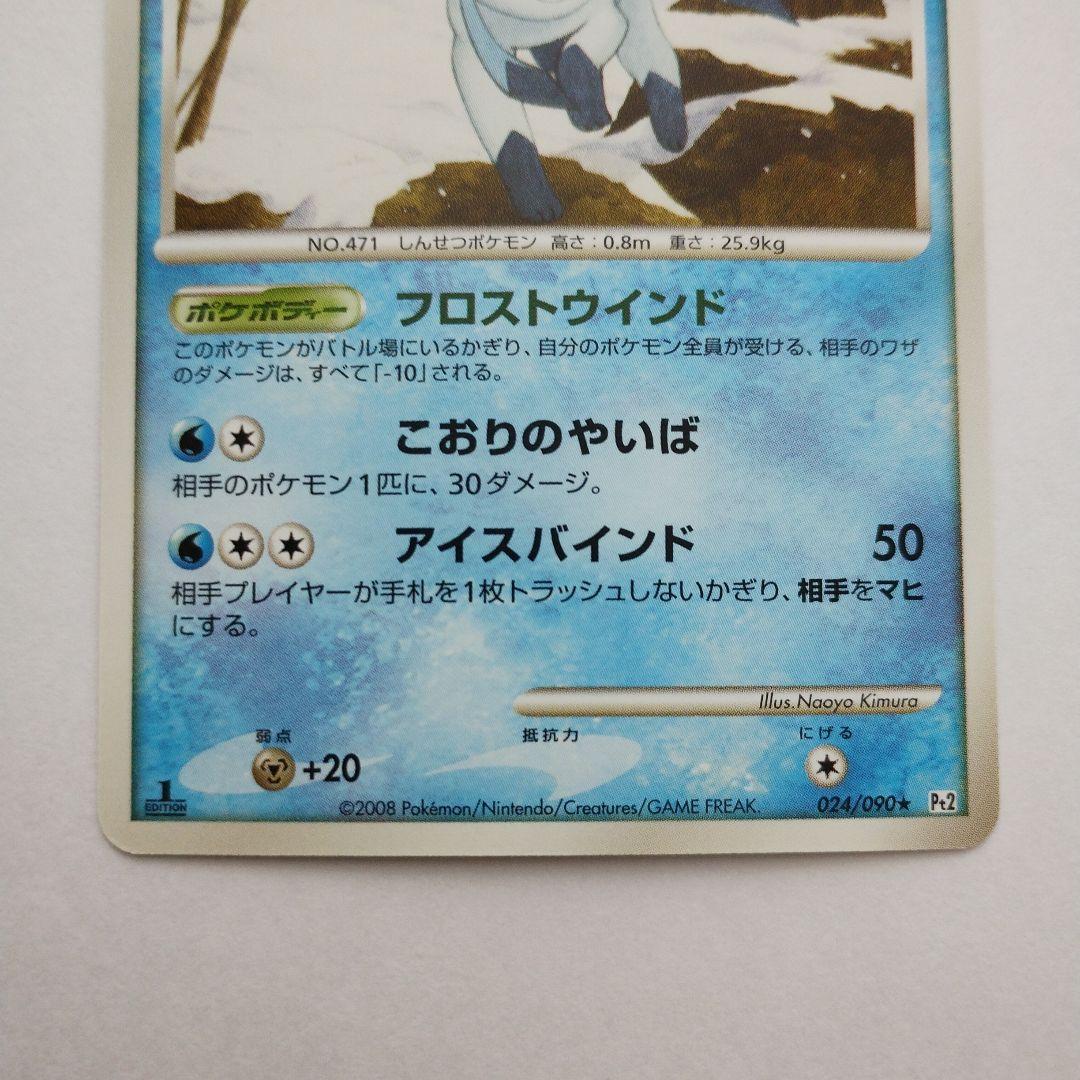 NO.471 しんせつポケモン 高さ:0.8m 重さ:25.9kg
ポケボディー フロストウインド
このポケモンがバトル場にいるかぎり、自分のポケモン全員が受ける、相手のワザ
のダメージは、すべて「-10」される。
こおりのやいば
相手のポケモン1匹に、30ダメージ。
アイスバインド 50
相手プレイヤーが手札を1枚トラッシュしないかぎり、相手をマヒ
にする。
Illus.Naoyo Kimura
弱点 抵抗力 にげる
+20
1 EDITION ©2008 Pokémon/Nintendo/Creatures/GAME FREAK. 024/090★ Pt2